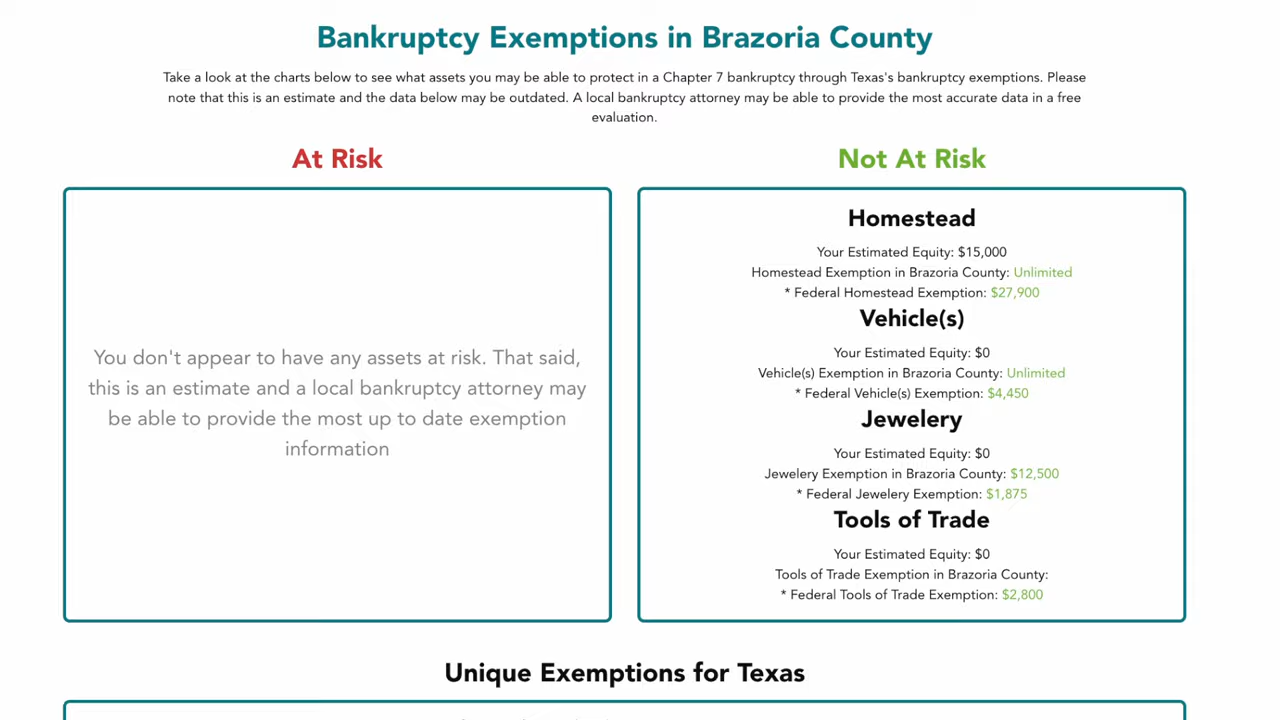 Bankruptcy Exemptions in Brazoria County
Take a look at the charts below to see what assets you may be able to protect in a Chapter 7 bankruptcy through Texas's bankruptcy exemptions. Please
note that this is an estimate and the data below may be outdated. A local bankruptcy attorney may be able to provide the most accurate data in a free
evaluation.
At Risk
You don't appear to have any assets at risk. That said,
this is an estimate and a local bankruptcy attorney may
be able to provide the most up to date exemption
information
Not At Risk
Homestead
Your Estimated Equity: $15,000
Homestead Exemption in Brazoria County: Unlimited
* Federal Homestead Exemption: $27,900
Vehicle(s)
Your Estimated Equity: $0
Vehicle(s) Exemption in Brazoria County: Unlimited
* Federal Vehicle(s) Exemption: $4,450
Jewelery
Your Estimated Equity: $0
Jewelery Exemption in Brazoria County: $12,500
* Federal Jewelery Exemption: $1,875
Tools of Trade
Your Estimated Equity: $0
Tools of Trade Exemption in Brazoria County:
* Federal Tools of Trade Exemption: $2,800
Unique Exemptions for Texas